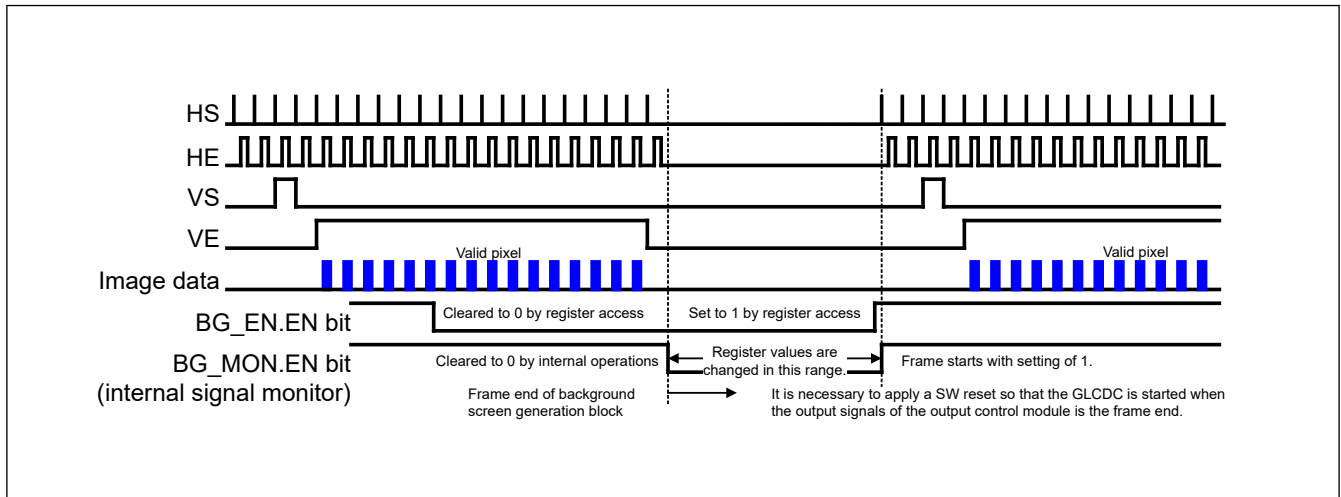 HS
HE
VS
VE
Valid pixel
Valid pixel
Image data
BG_EN.EN bit
Cleared to 0 by register access
Set to 1 by register access
BG_MON.EN bit
(internal signal monitor)
Cleared to 0 by internal operations
Register values are
changed in this range.
Frame starts with setting of 1.
Frame end of background
screen generation block
It is necessary to apply a SW reset so that the GLCDC is started when
the output signals of the output control module is the frame end.